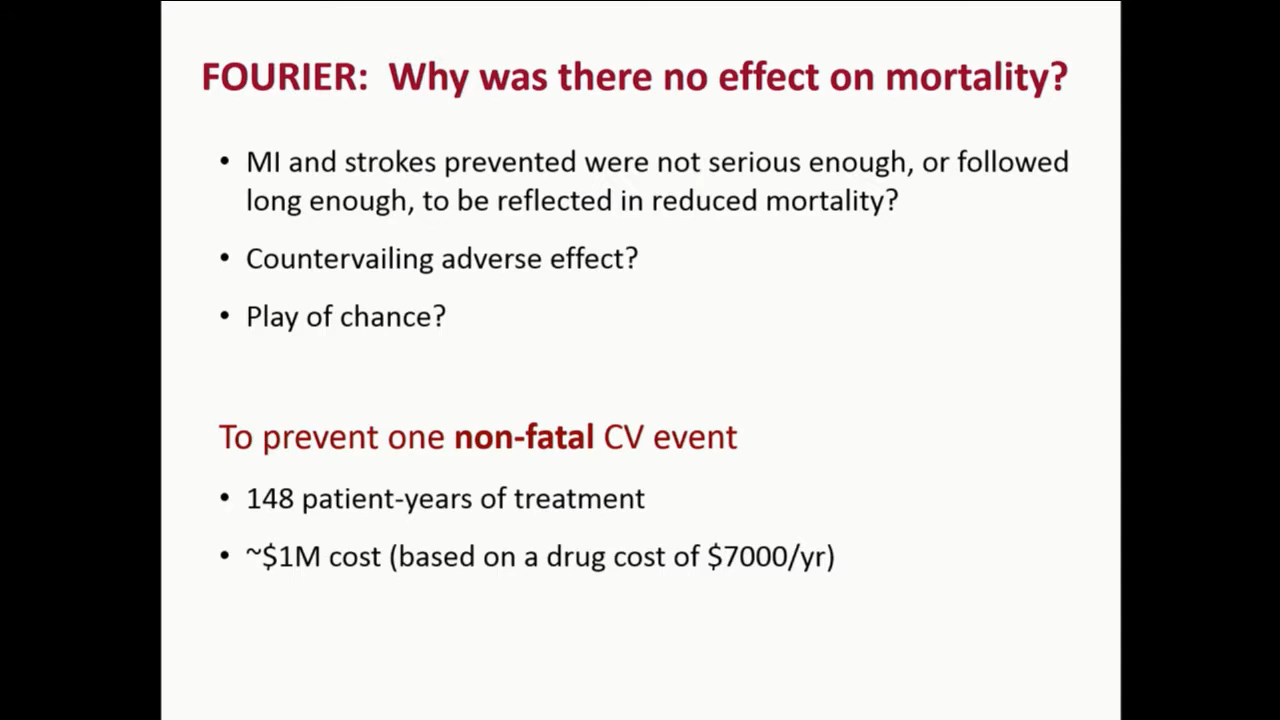 FOURIER: Why was there no effect on mortality?
• MI and strokes prevented were not serious enough, or followed
long enough, to be reflected in reduced mortality?
• Countervailing adverse effect?
• Play of chance?
To prevent one non-fatal CV event
• 148 patient-years of treatment
• ~$1M cost (based on a drug cost of $7000/yr)